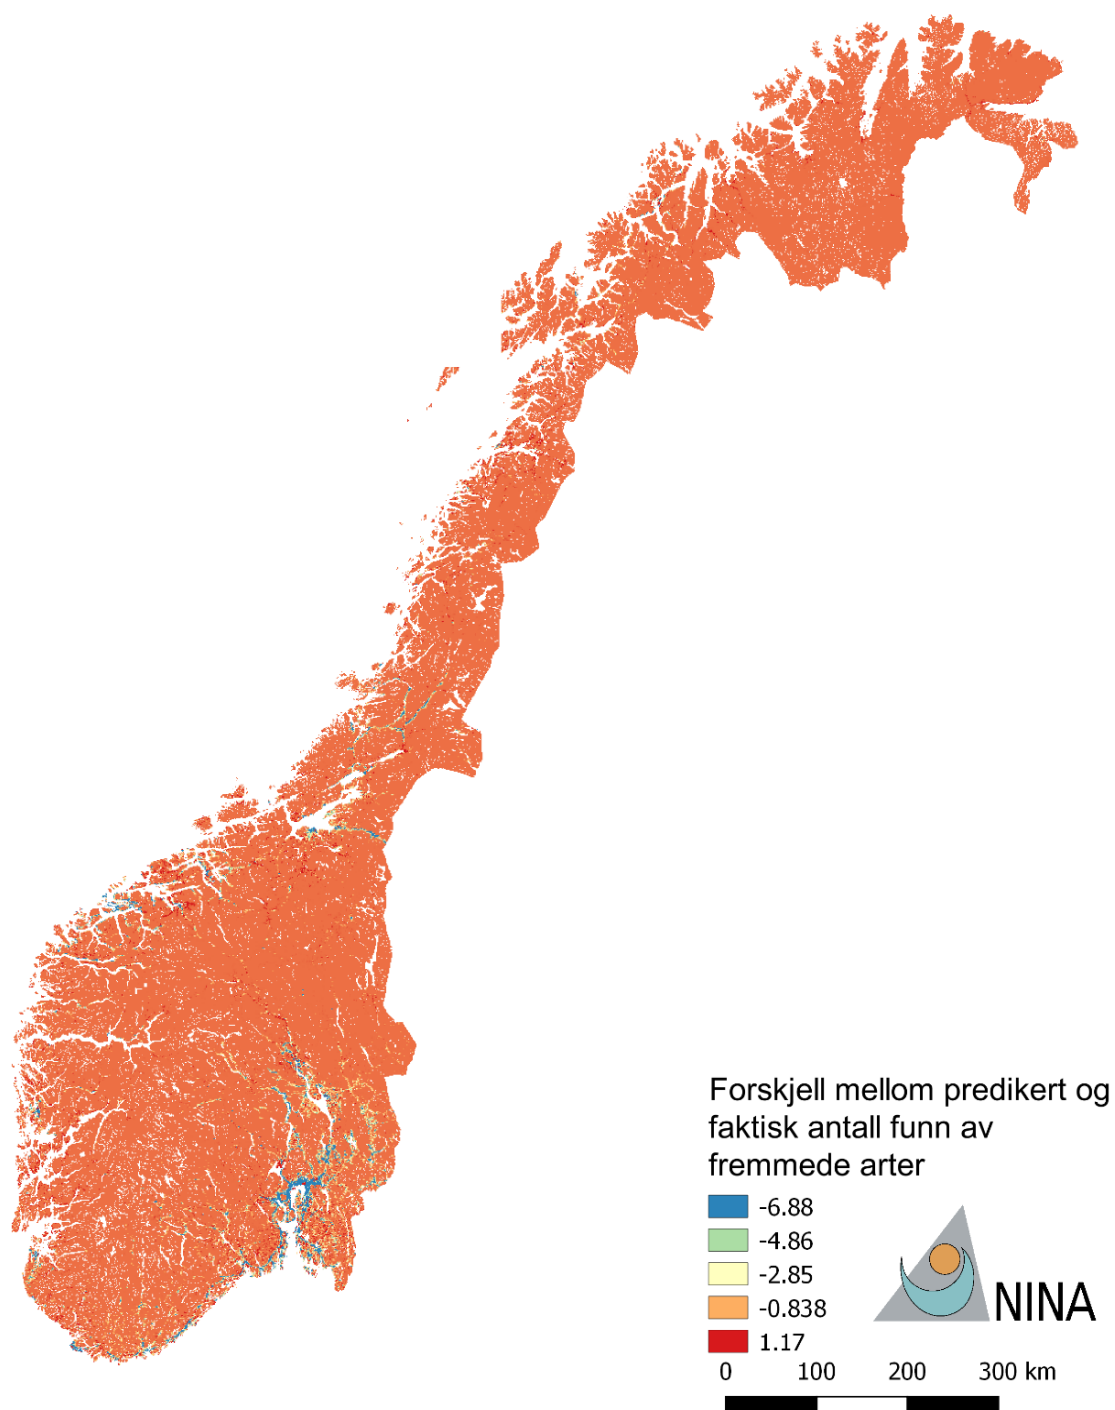 Forskjell mellom predikert og
faktisk antall funn av
fremmede arter
-6.88
-4.86
-2.85
-0.838
1.17
NINA
0 100 200 300 km